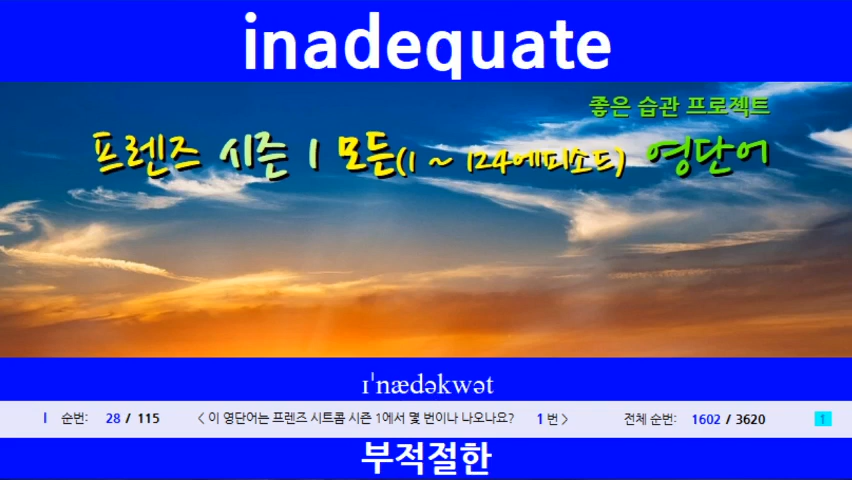 inadequate
좋은 습관 프로젝트
프렌즈 시즌 1 모든(1 ~ 124에피소드) 영단어
ɪˈnædəkwət
I 순번: 28 / 115 < 이 영단어는 프렌즈 시트콤 시즌 1에서 몇 번이나 나오나요? 1 번 > 전체 순번: 1602 / 3620 1
부적절한